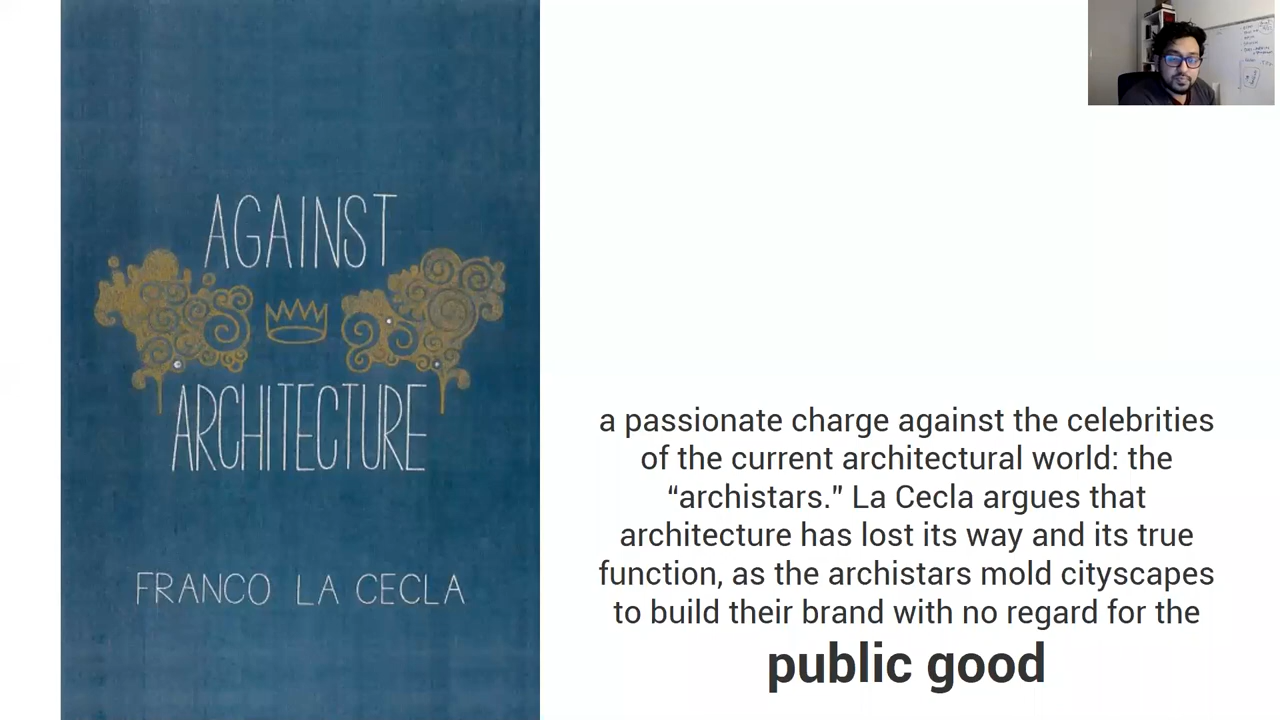 AGAINST
ARCHITECTURE
FRANCO LA CECLA
a passionate charge against the celebrities
of the current architectural world: the
“archistars.” La Cecla argues that
architecture has lost its way and its true
function, as the archistars mold cityscapes
to build their brand with no regard for the
public good